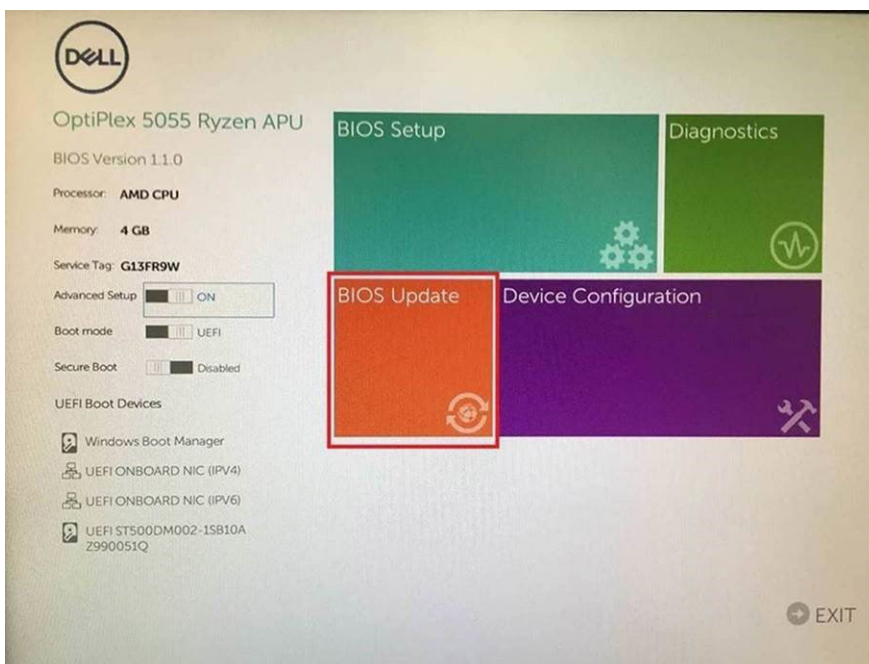 DELL
OptiPlex 5055 Ryzen APU
BIOS Version 1.1.0
Processor: AMD CPU
Memory: 4 GB
Service Tag: G13FR9W
Advanced Setup ON
Boot mode UEFI
Secure Boot Disabled
UEFI Boot Devices
Windows Boot Manager
UEFI ONBOARD NIC (IPV4)
UEFI ONBOARD NIC (IPV6)
UEFI ST500DM002-1SB10A
Z990051Q
BIOS Setup
Diagnostics
BIOS Update
Device Configuration
EXIT